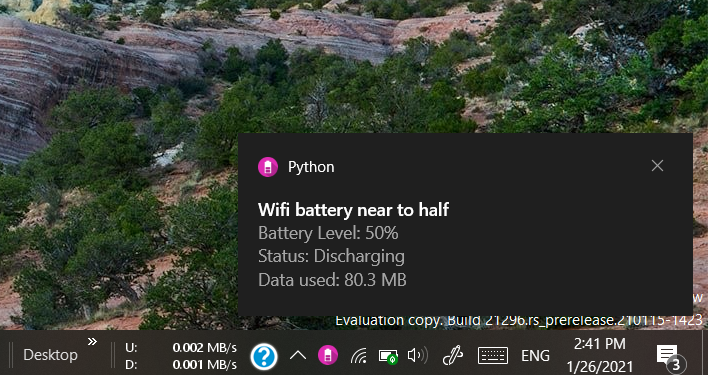 Python
Wifi battery near to half
Battery Level: 50%
Status: Discharging
Data used: 80.3 MB
w
Evaluation copy. Build 21296.rs_prerelease.210115-1423
Desktop »
U: 0.002 MB/s
D: 0.001 MB/s
ENG
2:41 PM
1/26/2021
3